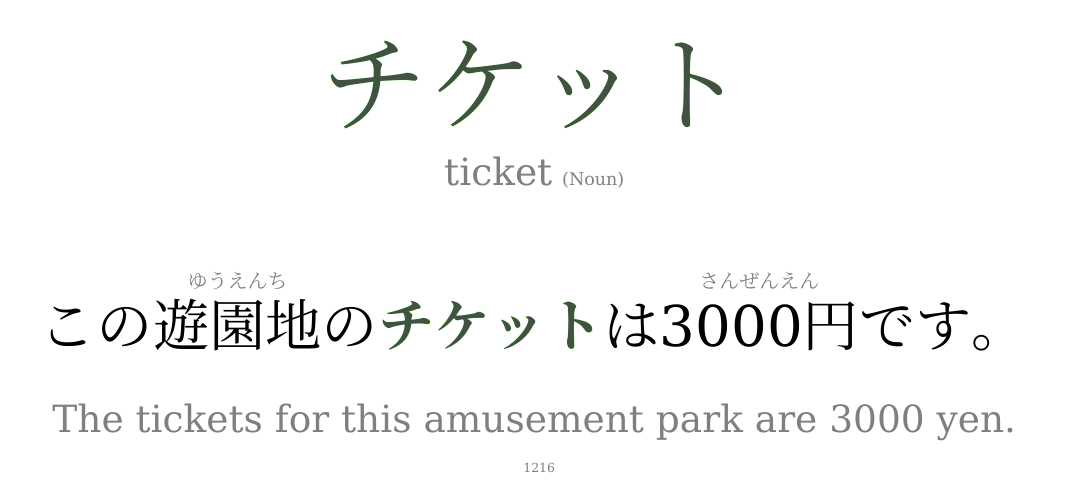 チケット
ticket (Noun)
ゆうえんち さんぜんえん
この遊園地のチケットは3000円です。
The tickets for this amusement park are 3000 yen.
1216